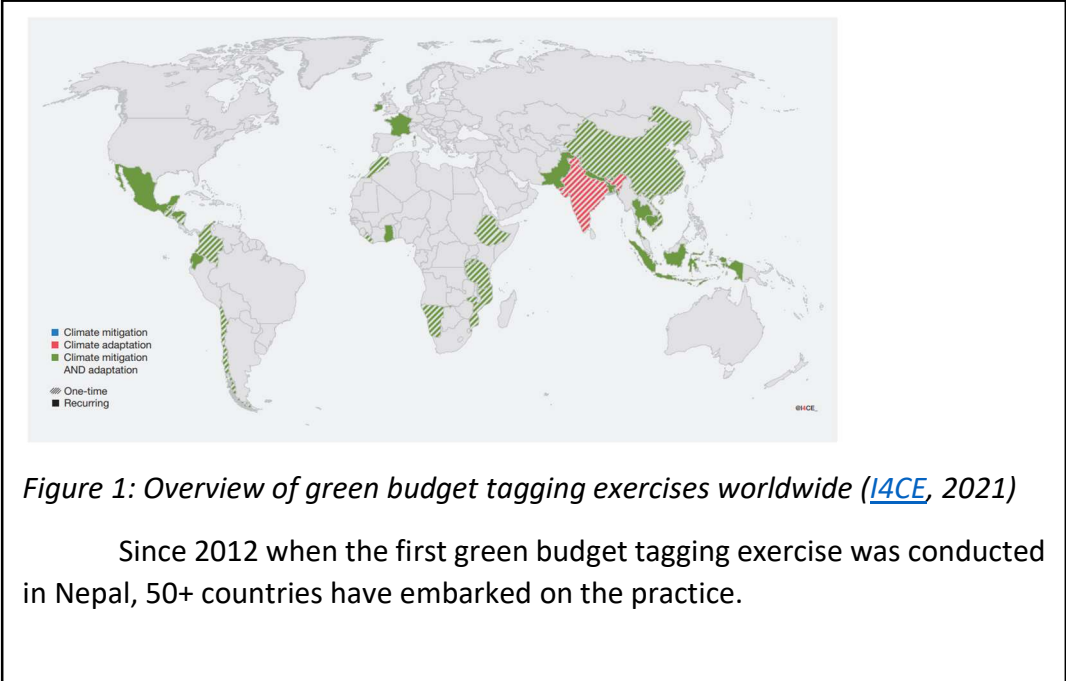 Climate mitigation
Climate adaptation
Climate mitigation
AND adaptation
One-time
Recurring
@I4CE_
Figure 1: Overview of green budget tagging exercises worldwide (I4CE, 2021)
Since 2012 when the first green budget tagging exercise was conducted
in Nepal, 50+ countries have embarked on the practice.